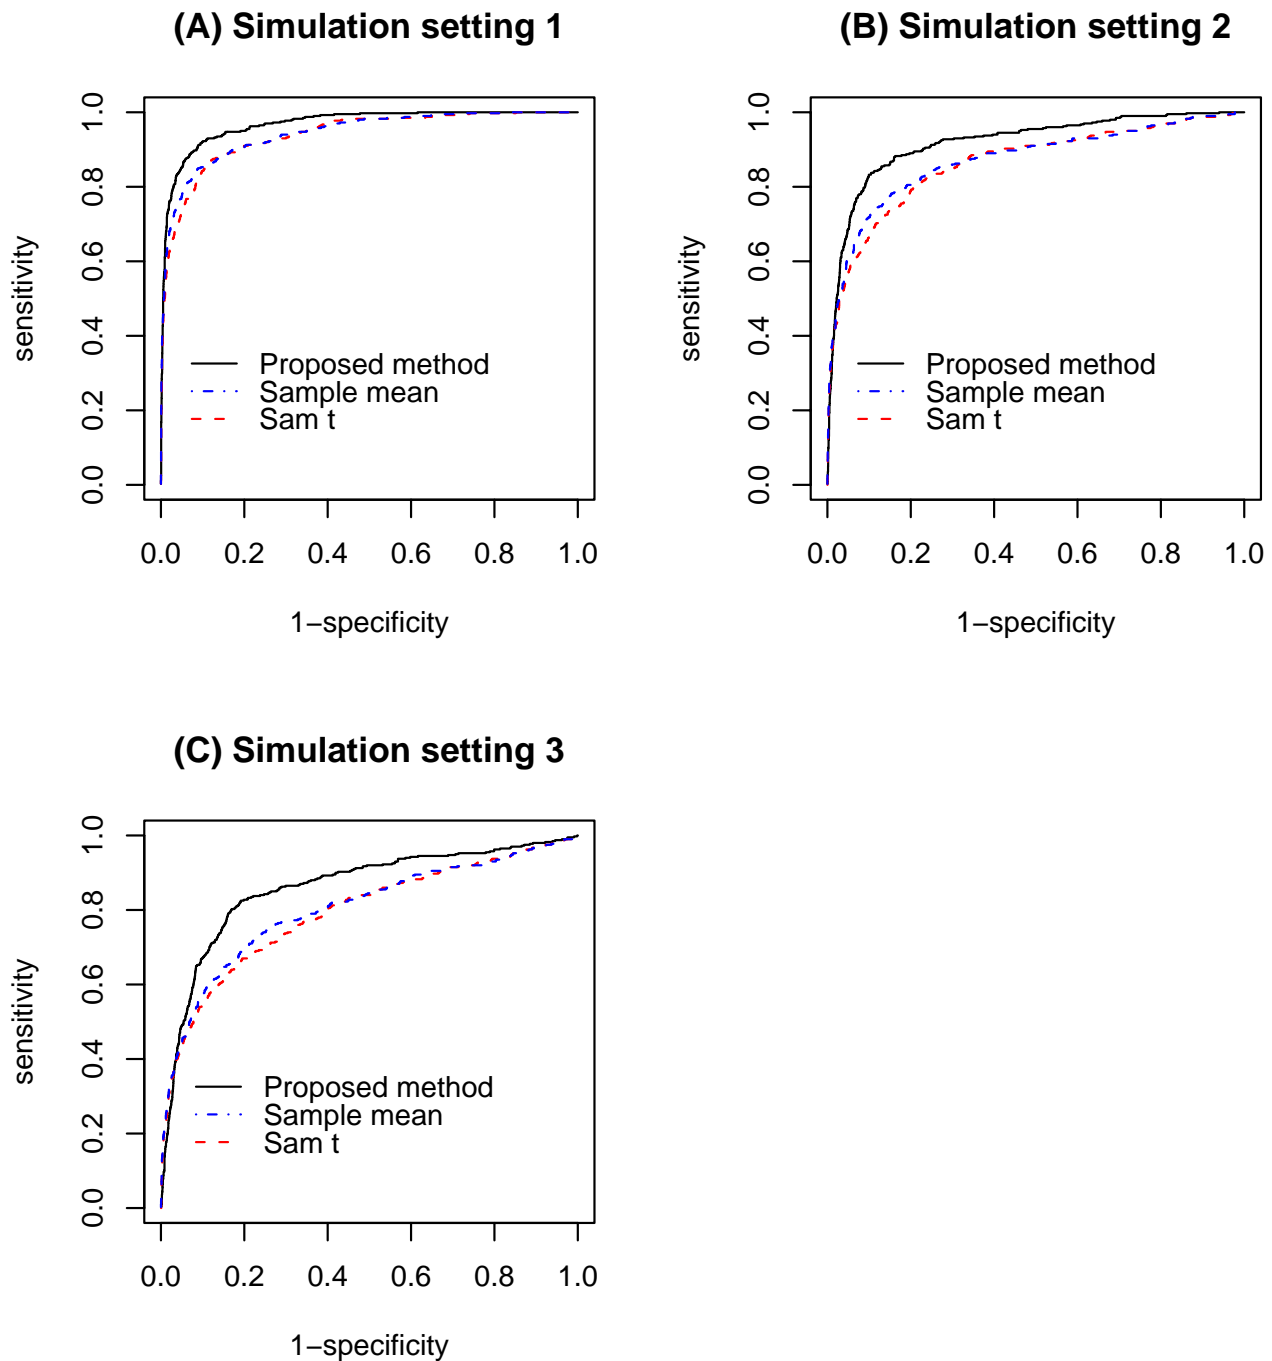 (A) Simulation setting 1
sensitivity
1.0
0.8
0.6
0.4
0.2
0.0
Proposed method
Sample mean
Sam t
0.0 0.2 0.4 0.6 0.8 1.0
1−specificity
(B) Simulation setting 2
sensitivity
1.0
0.8
0.6
0.4
0.2
0.0
Proposed method
Sample mean
Sam t
0.0 0.2 0.4 0.6 0.8 1.0
1−specificity
(C) Simulation setting 3
sensitivity
1.0
0.8
0.6
0.4
0.2
0.0
Proposed method
Sample mean
Sam t
0.0 0.2 0.4 0.6 0.8 1.0
1−specificity